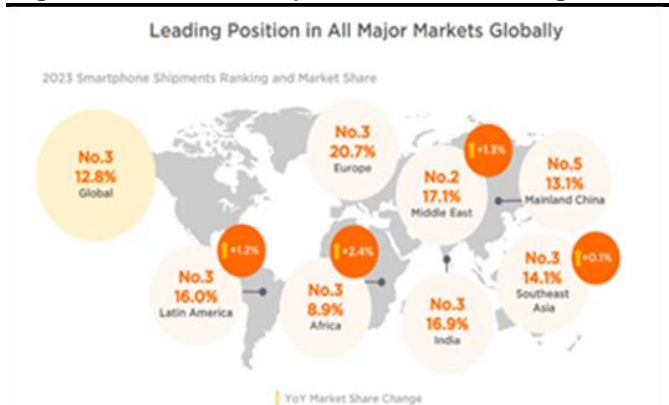 Leading Position in All Major Markets Globally
2023 Smartphone Shipments Ranking and Market Share
No.3
12.8%
Global
No.3
20.7%
Europe
No.2
17.1%
Middle East
+1.3%
No.5
13.1%
Mainland China
No.3
16.0%
Latin America
+1.2%
No.3
8.9%
Africa
+2.4%
No.3
16.9%
India
No.3
14.1%
Southeast
Asia
+0.1%
YoY Market Share Change